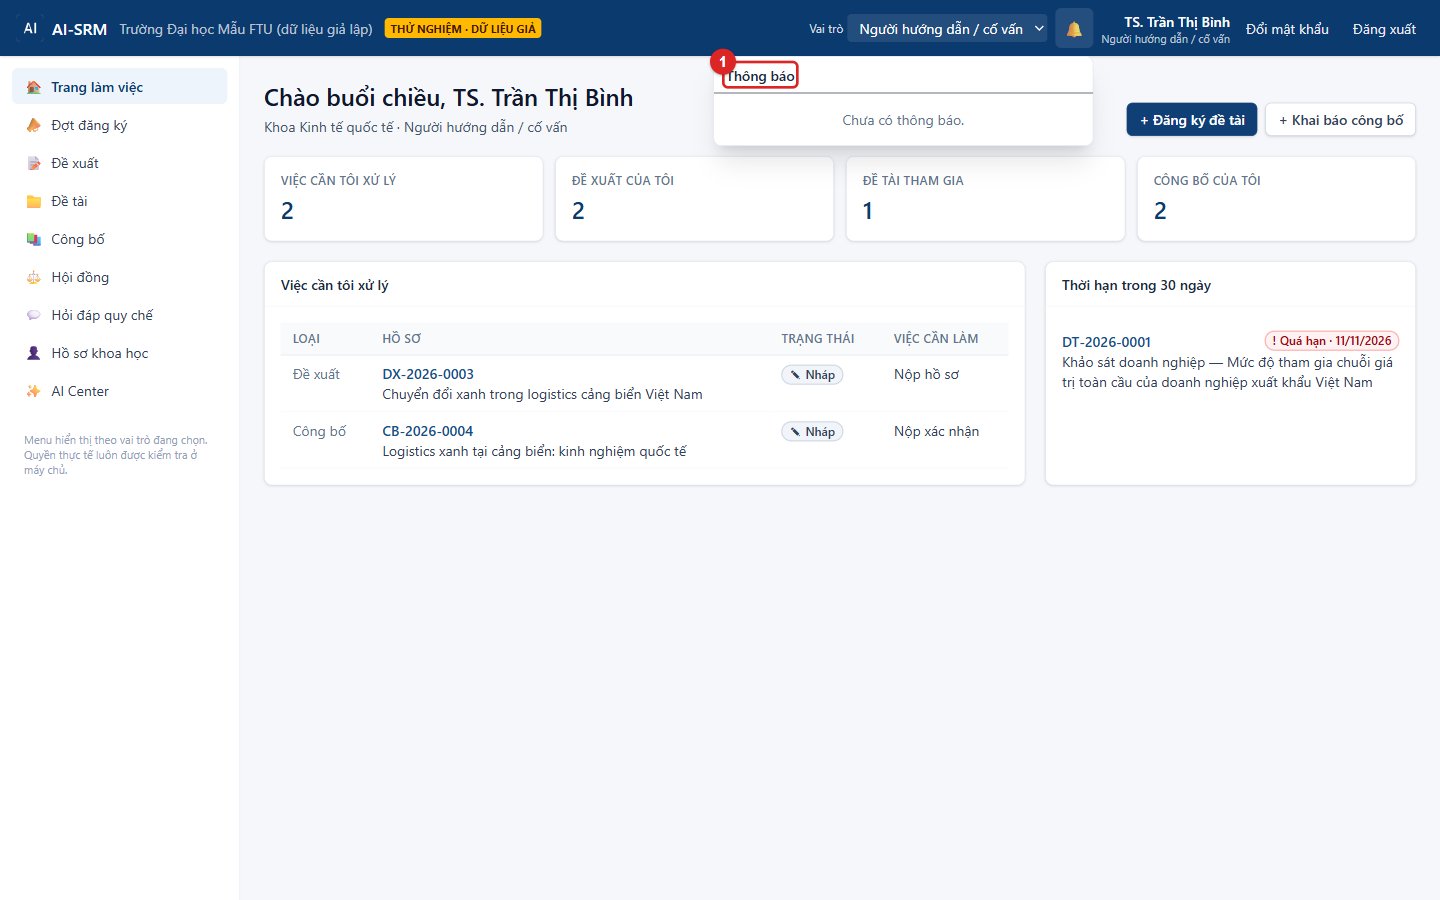 AI AI-SRM Trường Đại học Mẫu FTU (dữ liệu giả lập) THỬ NGHIỆM · DỮ LIỆU GIẢ
Vai trò Người hướng dẫn / cố vấn
TS. Trần Thị Bình
Người hướng dẫn / cố vấn
Đổi mật khẩu
Đăng xuất
Trang làm việc
Đợt đăng ký
Đề xuất
Đề tài
Công bố
Hội đồng
Hỏi đáp quy chế
Hồ sơ khoa học
AI Center
Menu hiển thị theo vai trò đang chọn.
Quyền thực tế luôn được kiểm tra ở
máy chủ.
Chào buổi chiều, TS. Trần Thị Bình
Khoa Kinh tế quốc tế · Người hướng dẫn / cố vấn
1
Thông báo
Chưa có thông báo.
+ Đăng ký đề tài
+ Khai báo công bố
VIỆC CẦN TÔI XỬ LÝ
2
ĐỀ XUẤT CỦA TÔI
2
ĐỀ TÀI THAM GIA
1
CÔNG BỐ CỦA TÔI
2
Việc cần tôi xử lý
LOẠI HỒ SƠ TRẠNG THÁI VIỆC CẦN LÀM
Đề xuất DX-2026-0003 Nháp Nộp hồ sơ
Chuyển đổi xanh trong logistics cảng biển Việt Nam
Công bố CB-2026-0004 Nháp Nộp xác nhận
Logistics xanh tại cảng biển: kinh nghiệm quốc tế
Thời hạn trong 30 ngày
DT-2026-0001 ! Quá hạn · 11/11/2026
Khảo sát doanh nghiệp — Mức độ tham gia chuỗi giá
trị toàn cầu của doanh nghiệp xuất khẩu Việt Nam